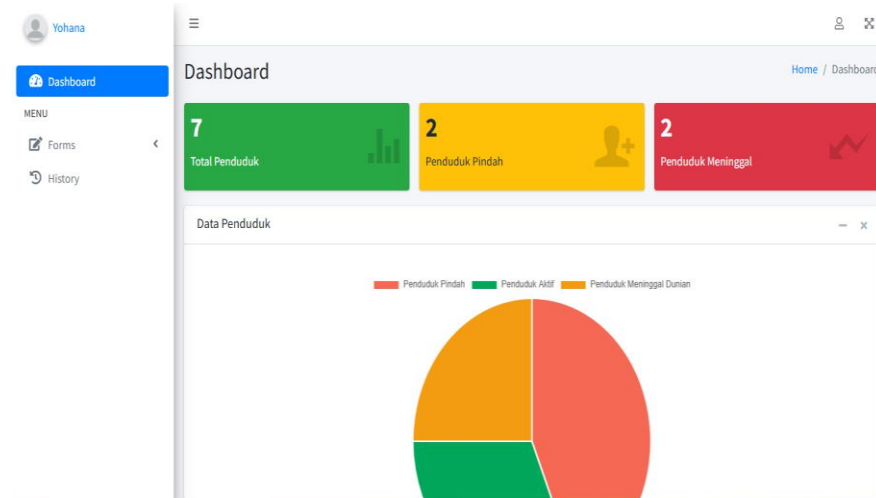 Yohana
Dashboard
MENU
Forms
History
Dashboard
Home / Dashboard
7
Total Penduduk
2
Penduduk Pindah
2
Penduduk Meninggal
Data Penduduk
Penduduk Pindah Penduduk Aktif Penduduk Meninggal Dunian